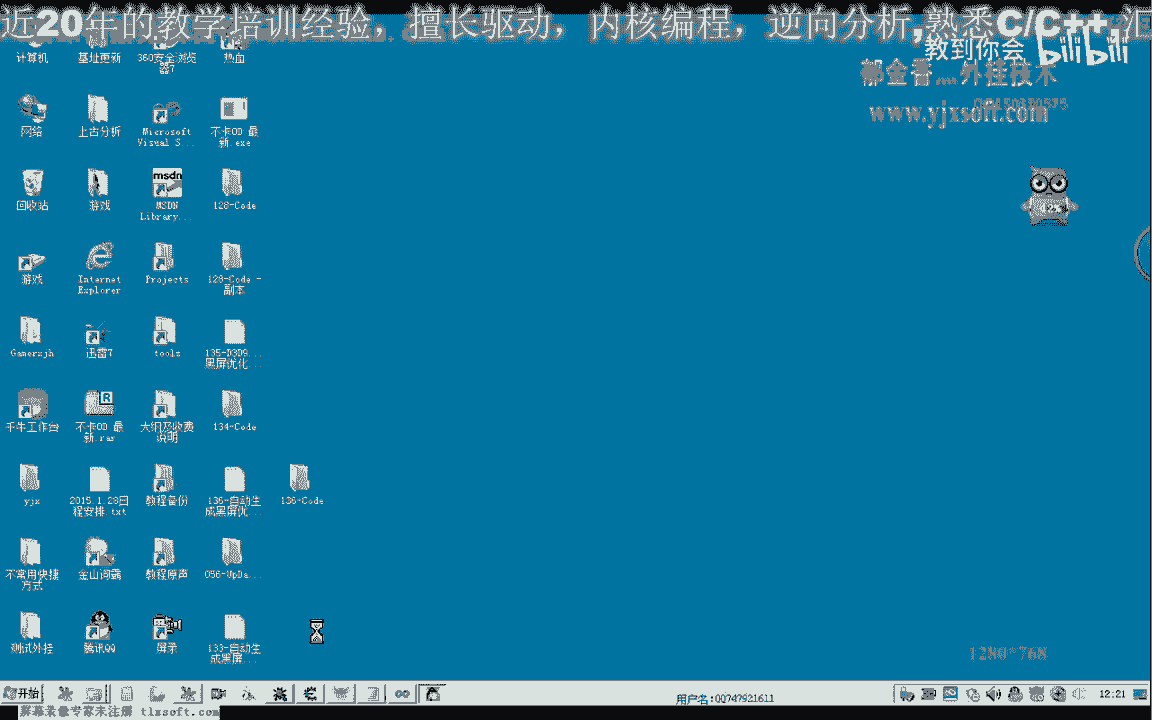 近20年的教学培训经验，擅长驱动，内核编程，逆向分析,熟悉C/C++,汇
教到你会
bilibili
郁金香灬外挂技术
www.yjxsoft.com
计算机
基址更新
360安全浏览
器7
热血
网络
上古分析
Microsoft
Visual S...
不卡OD 最
新.exe
回收站
游戏
msdn
MSDN
Library...
128-Code
游戏
Internet
Explorer
Projects
128-Code -
副本
Gamerxjh
迅雷7
tools
135-D3D9...
黑屏优化...
千牛工作台
不卡OD 最
新.rar
大纲及收费
说明
134-Code
yjx
2015.1.28回
程安排.txt
教程备份
136-自动生
成黑屏优...
136-Code
不常用快捷
方式
金山词霸
教程原声
056-UpDa...
测试外挂
腾讯QQ
屏录
133-自动生
成黑屏...
1280*768
开始
用户名:QQ747921611
12:21
屏幕录像专家未注册 tlxsoft.com